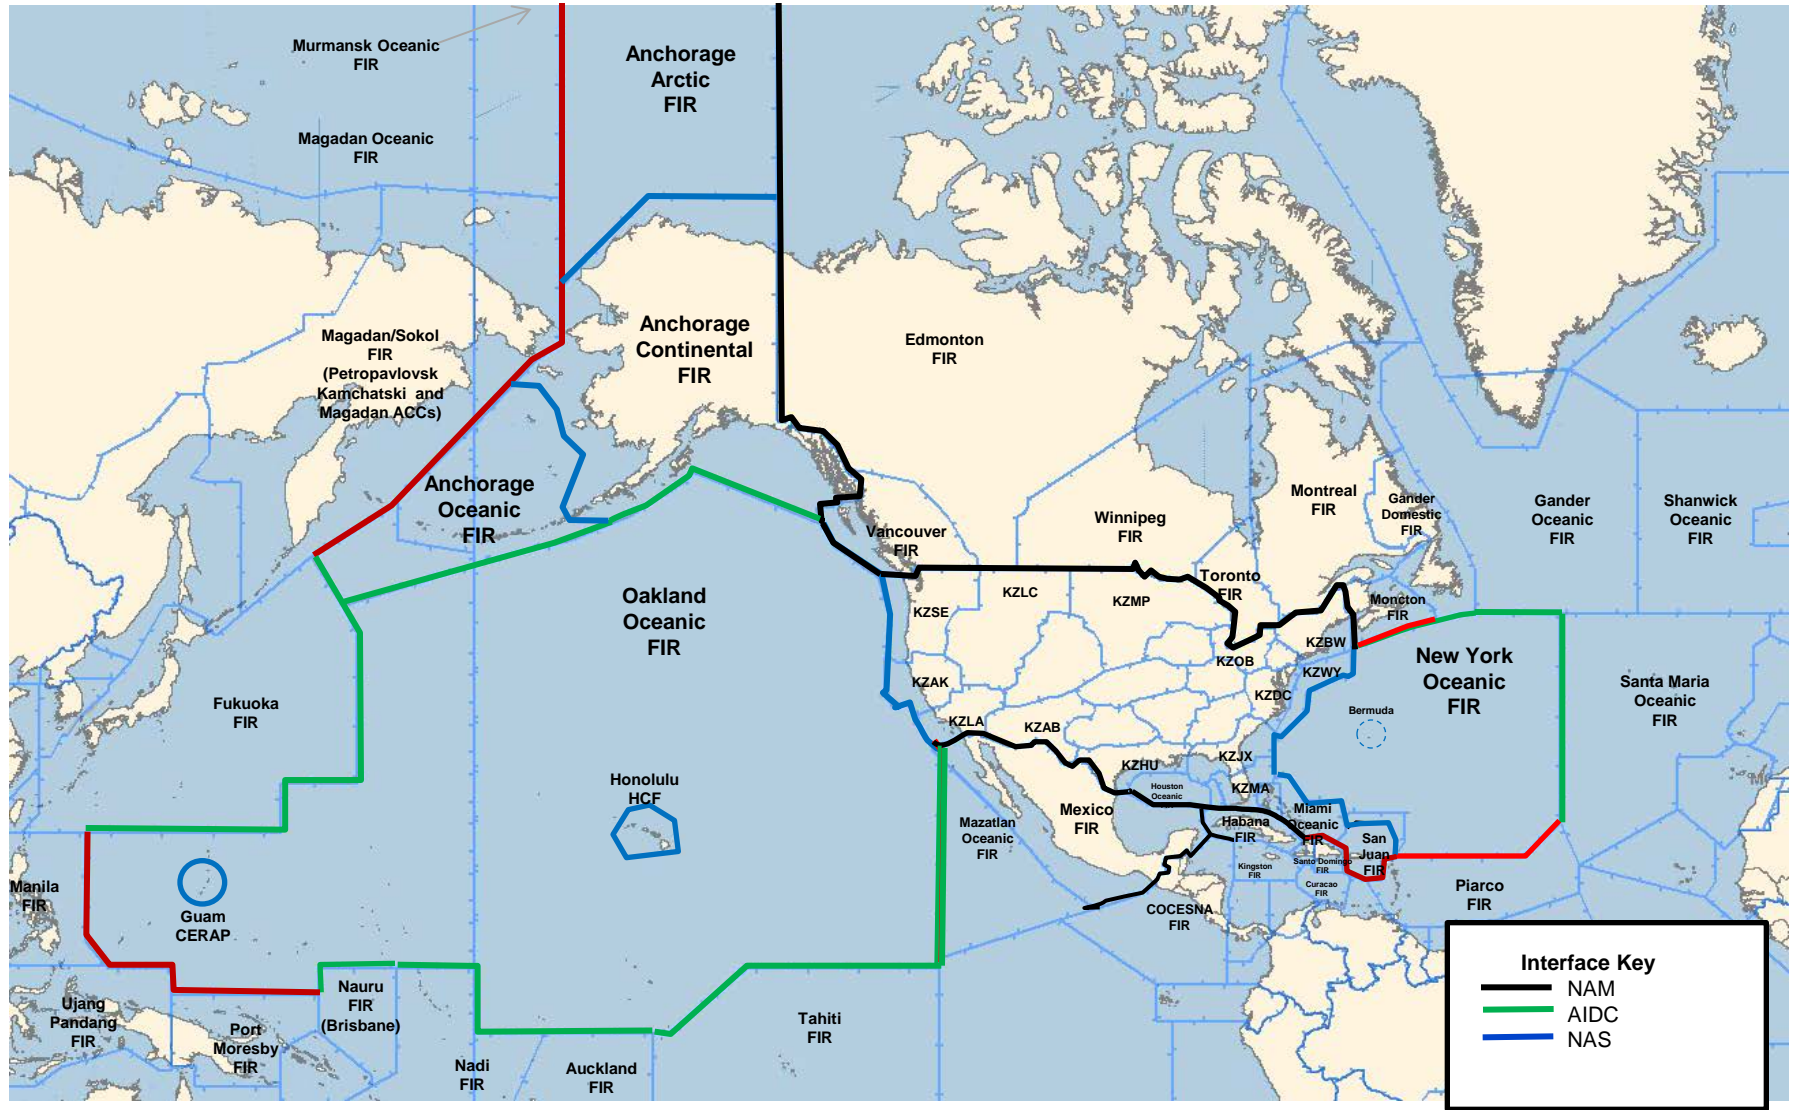 Murmansk Oceanic
FIR
Anchorage
Arctic
FIR
Magadan Oceanic
FIR
Magadan/Sokol
FIR
(Petropavlovsk
Kamchatski and
Magadan ACCs)
Anchorage
Continental
FIR
Edmonton
FIR
Anchorage
Oceanic
FIR
Vancouver
FIR
Winnipeg
FIR
Montreal
FIR
Gander
Domestic
FIR
Gander
Oceanic
FIR
Shanwick
Oceanic
FIR
Toronto
FIR
Moncton
FIR
Oakland
Oceanic
FIR
KZSE
KZLC
KZMP
KZBW
KZOB
KZWY
KZDC
KZAK
KZLA
KZAB
KZHU
KZJX
KZMA
New York
Oceanic
FIR
Bermuda
Santa Maria
Oceanic
FIR
Fukuoka
FIR
Honolulu
HCF
Houston
Oceanic
Mexico
FIR
Mazatlan
Oceanic
FIR
Habana
FIR
Miami
Oceanic
FIR
San
Juan
FIR
Kingston
FIR
Santo Domingo
FIR
Curacao
FIR
Piarco
FIR
COCESNA
FIR
Manila
FIR
Guam
CERAP
Ujang
Pandang
FIR
Port
Moresby
FIR
Nauru
FIR
(Brisbane)
Nadi
FIR
Auckland
FIR
Tahiti
FIR
Interface Key
NAM
AIDC
NAS